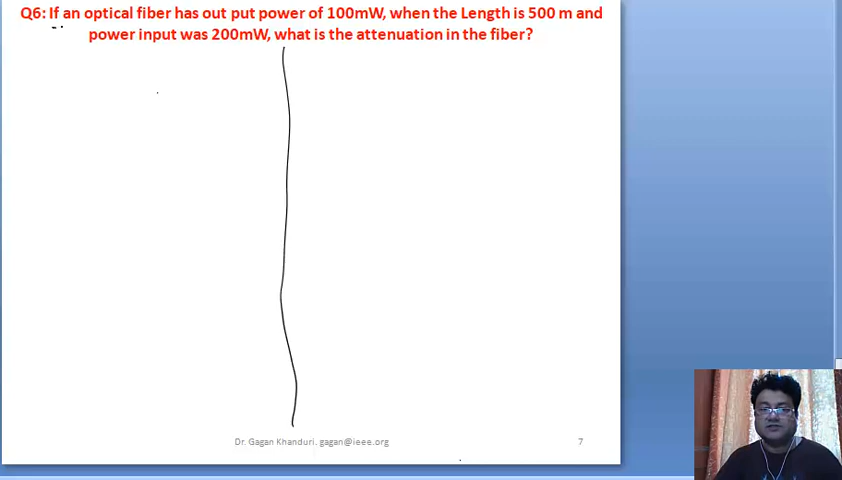 Q6: If an optical fiber has out put power of 100mW, when the Length is 500 m and
power input was 200mW, what is the attenuation in the fiber?
Dr. Gagan Khanduri. gagan@ieee.org
7